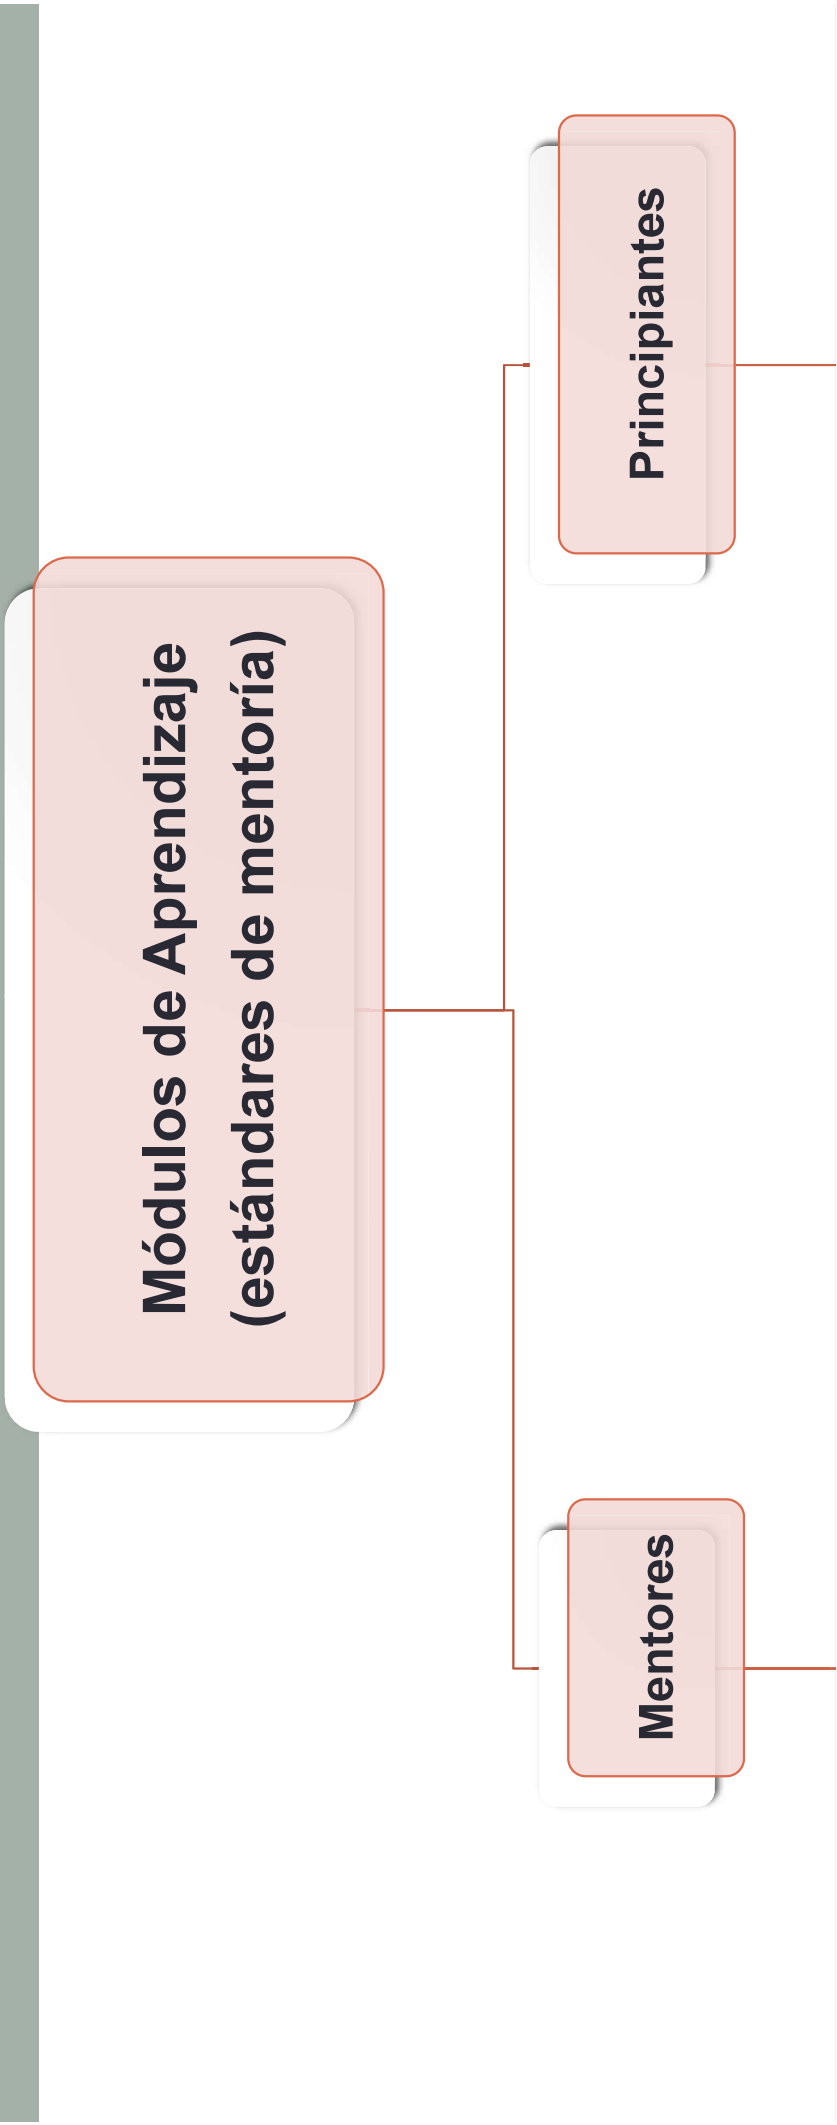 Módulos de Aprendizaje
(estándares de mentoría)
Mentores
Principiantes